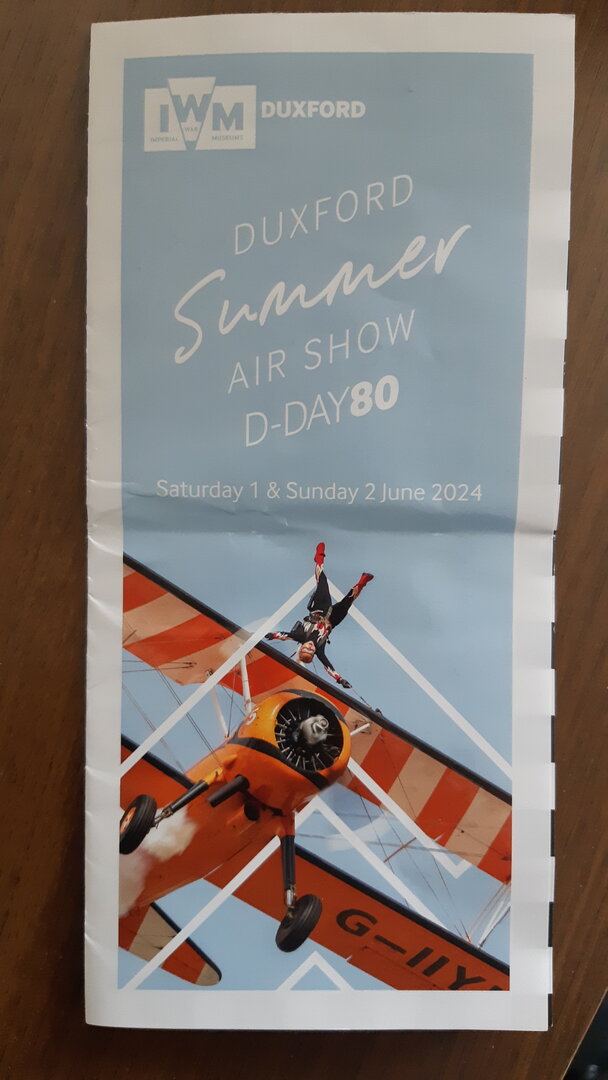 IWM DUXFORD
IMPERIAL WAR MUSEUMS
DUXFORD
Summer
AIR SHOW
D-DAY80
Saturday 1 & Sunday 2 June 2024
G-IIY